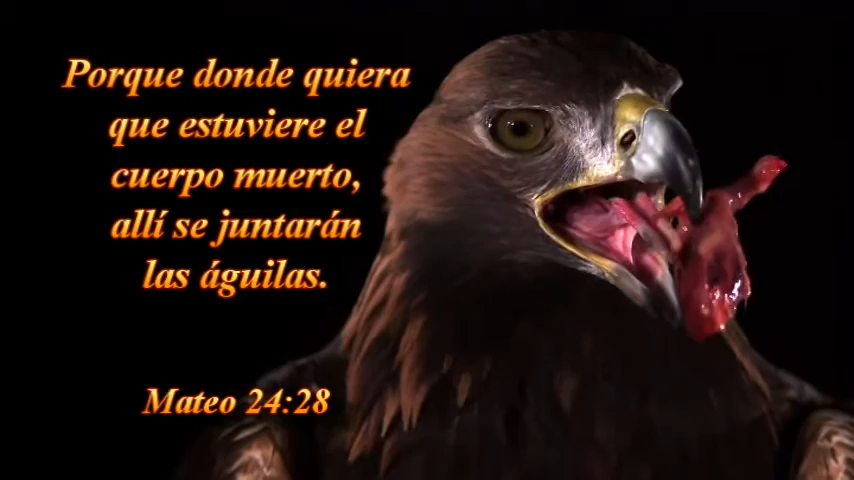 Porque donde quiera
que estuviere el
cuerpo muerto,
allí se juntarán
las águilas.
Mateo 24:28